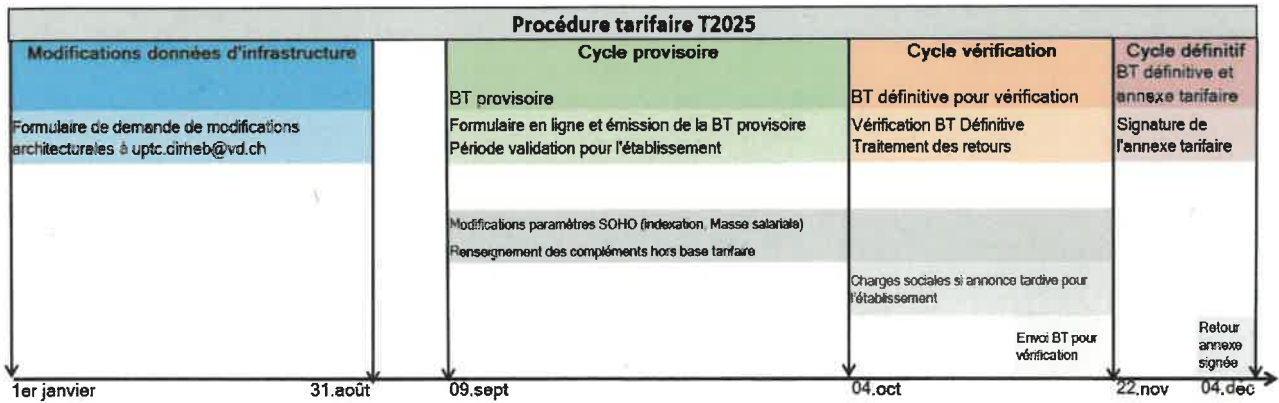 Procédure tarifaire T2025
Modifications données d'infrastructure
Formulaire de demande de modifications
architecturales à uptc.cirheb@vd.ch
Cycle provisoire
BT provisoire
Formulaire en ligne et émission de la BT provisoire
Période validation pour l'établissement
Modifications paramètres SOHO (indexation, Masse salariale)
Renseignement des compléments hors base tarifaire
Cycle vérification
BT définitive pour vérification
Vérification BT Définitive
Traitement des retours
Charges sociales si annonce tardive pour
l'établissement
Envoi BT pour
vérification
Cycle définitif
BT définitive et
annexe tarifaire
Signature de
l'annexe tarifaire
Retour
annexe
signée
1er janvier
31.août
09.sept
04.oct
22.nov
04.dec